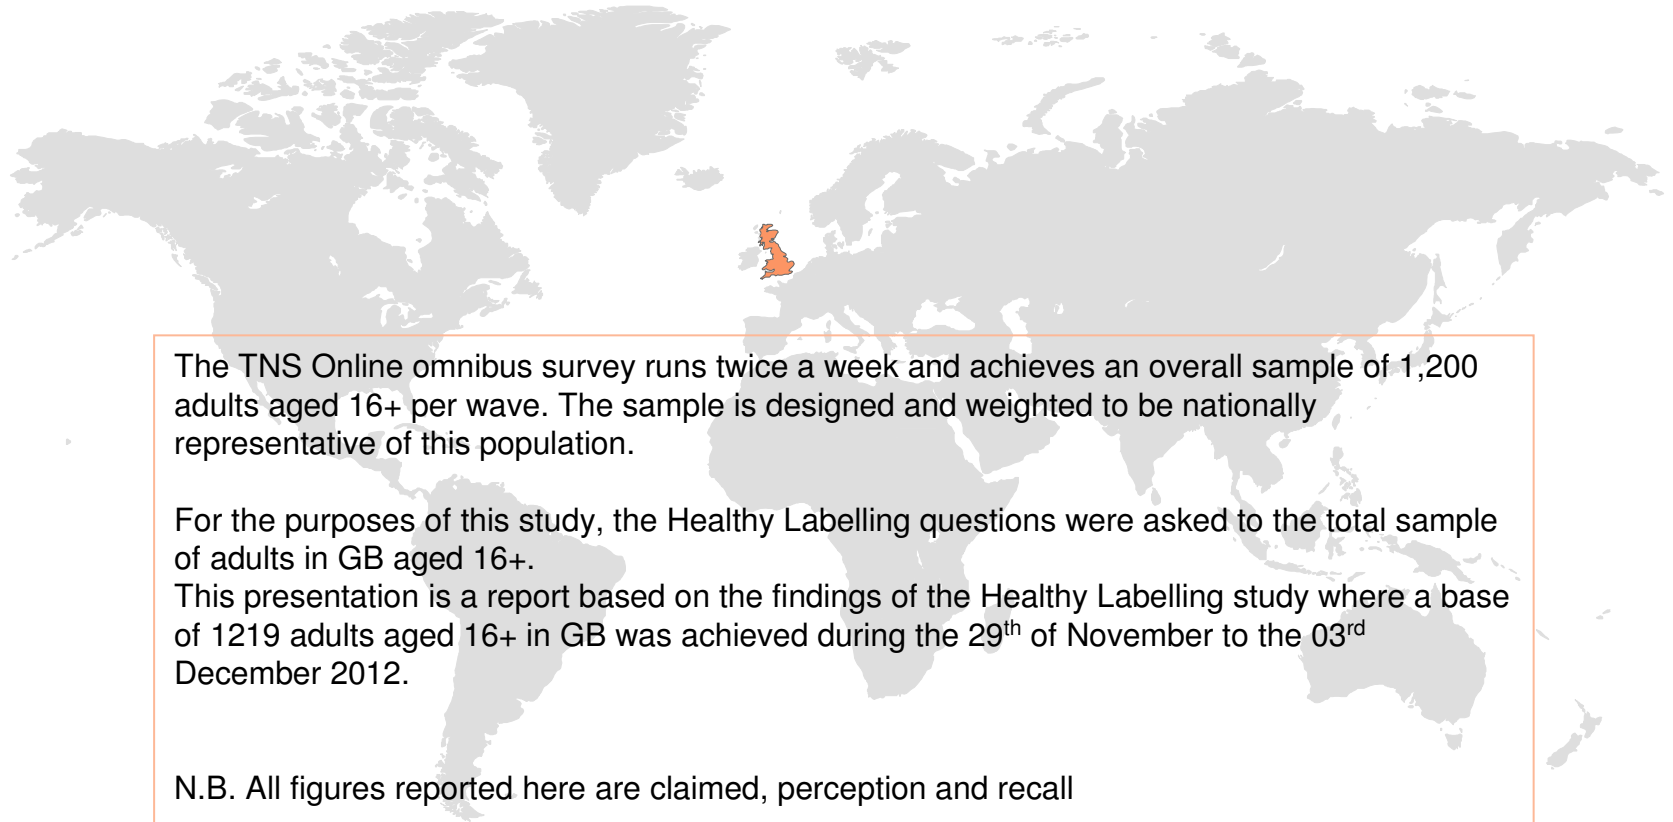 The TNS Online omnibus survey runs twice a week and achieves an overall sample of 1,200
adults aged 16+ per wave. The sample is designed and weighted to be nationally
representative of this population.
For the purposes of this study, the Healthy Labelling questions were asked to the total sample
of adults in GB aged 16+.
This presentation is a report based on the findings of the Healthy Labelling study where a base
of 1219 adults aged 16+ in GB was achieved during the 29th of November to the 03rd
December 2012.
N.B. All figures reported here are claimed, perception and recall